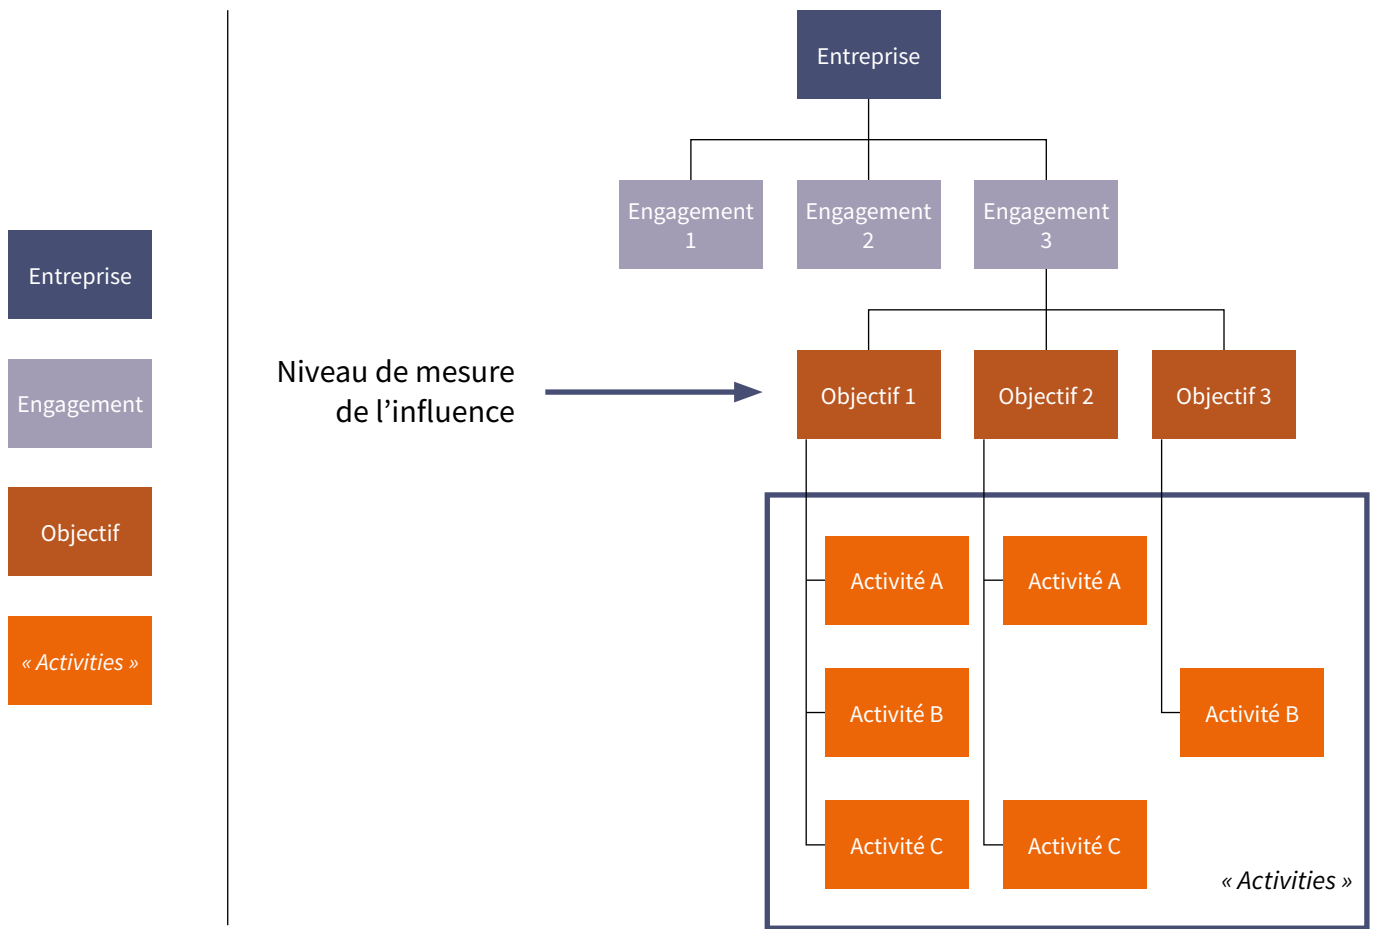 Entreprise
Engagement
Objectif
« Activities »
Niveau de mesure
de l’influence
Entreprise
Engagement
1
Engagement
2
Engagement
3
Objectif 1
Objectif 2
Objectif 3
Activité A
Activité A
Activité B
Activité B
Activité C
Activité C
« Activities »